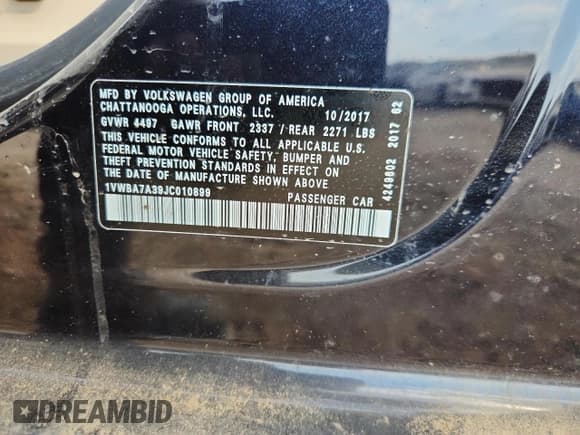 MFD BY VOLKSWAGEN GROUP OF AMERICA
CHATTANOOGA OPERATIONS, LLC. 10/2017
GVWR 4497 GAWR FRONT 2337 / REAR 2271 LBS
THIS VEHICLE CONFORMS TO ALL APPLICABLE U.S.
FEDERAL MOTOR VEHICLE SAFETY, BUMPER AND
THEFT PREVENTION STANDARDS IN EFFECT ON
THE DATE OF MANUFACTURE SHOWN ABOVE
1VWBA7A39JC010899 PASSENGER CAR
4249602 2017 02
DREAMBID